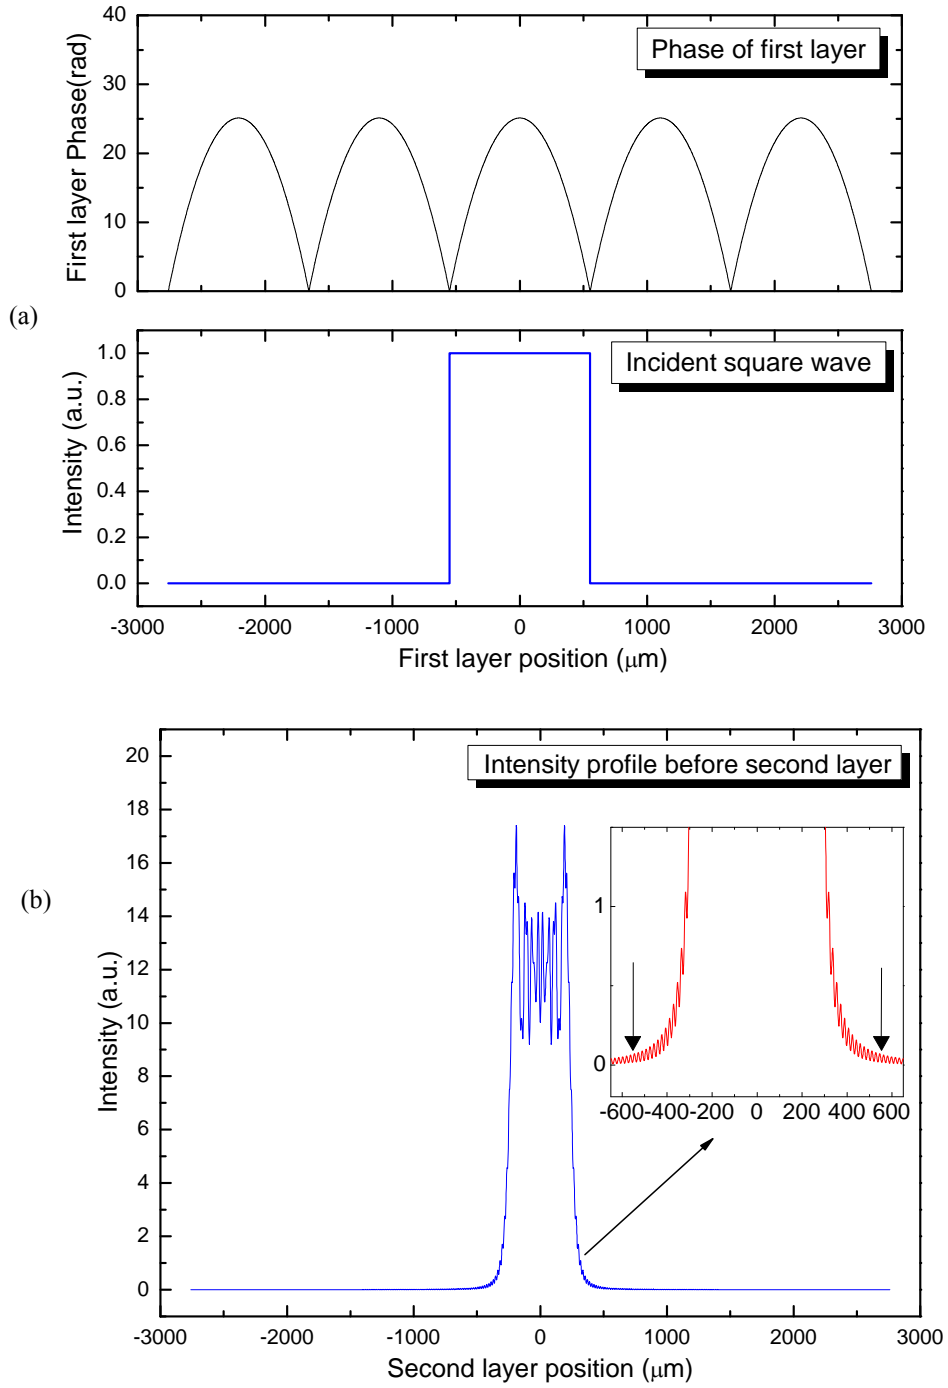 Phase of first layer
First layer Phase(rad)
40
30
20
10
0
(a)
Incident square wave
Intensity (a.u.)
1.0
0.8
0.6
0.4
0.2
0.0
-3000 -2000 -1000 0 1000 2000 3000
First layer position (μm)
Intensity profile before second layer
(b)
Intensity (a.u.)
20
18
16
14
12
10
8
6
4
2
0
1
0
-600 -400 -200 0 200 400 600
-3000 -2000 -1000 0 1000 2000 3000
Second layer position (μm)